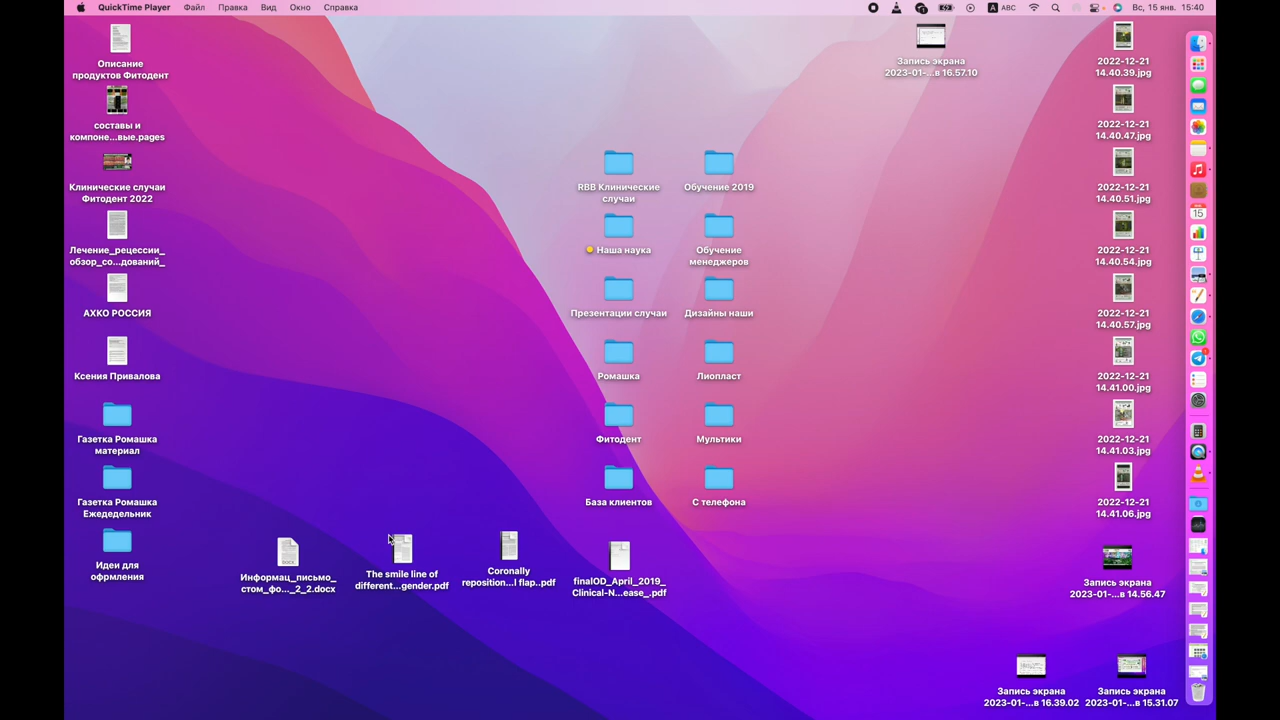 QuickTime Player Файл Правка Вид Окно Справка
ABC Вс, 15 янв. 15:40
Описание
продуктов Фитодент
составы и
компоне...вые.pages
Клинические случаи
Фитодент 2022
Лечение_рецессии_
обзор_со...дований_
АХКО РОССИЯ
Ксения Привалова
Газетка Ромашка
материал
Газетка Ромашка
Ежедедельник
Идеи для
офрмления
Информац_письмо_
стом_фо..._2_2.docx
The smile line of
different...gender.pdf
Coronally
reposition...l flap..pdf
finalOD_April_2019_
Clinical-N...ease_.pdf
RBB Клинические
случаи
Наша наука
Презентации случаи
Ромашка
Фитодент
База клиентов
Обучение 2019
Обучение
менеджеров
Дизайны наши
Лиопласт
Мультики
С телефона
Запись экрана
2023-01-...в 16.57.10
2022-12-21
14.40.39.jpg
2022-12-21
14.40.47.jpg
2022-12-21
14.40.51.jpg
2022-12-21
14.40.54.jpg
2022-12-21
14.40.57.jpg
2022-12-21
14.41.00.jpg
2022-12-21
14.41.03.jpg
2022-12-21
14.41.06.jpg
Запись экрана
2023-01-...в 14.56.47
Запись экрана
2023-01-...в 16.39.02
Запись экрана
2023-01-...в 15.31.07
15